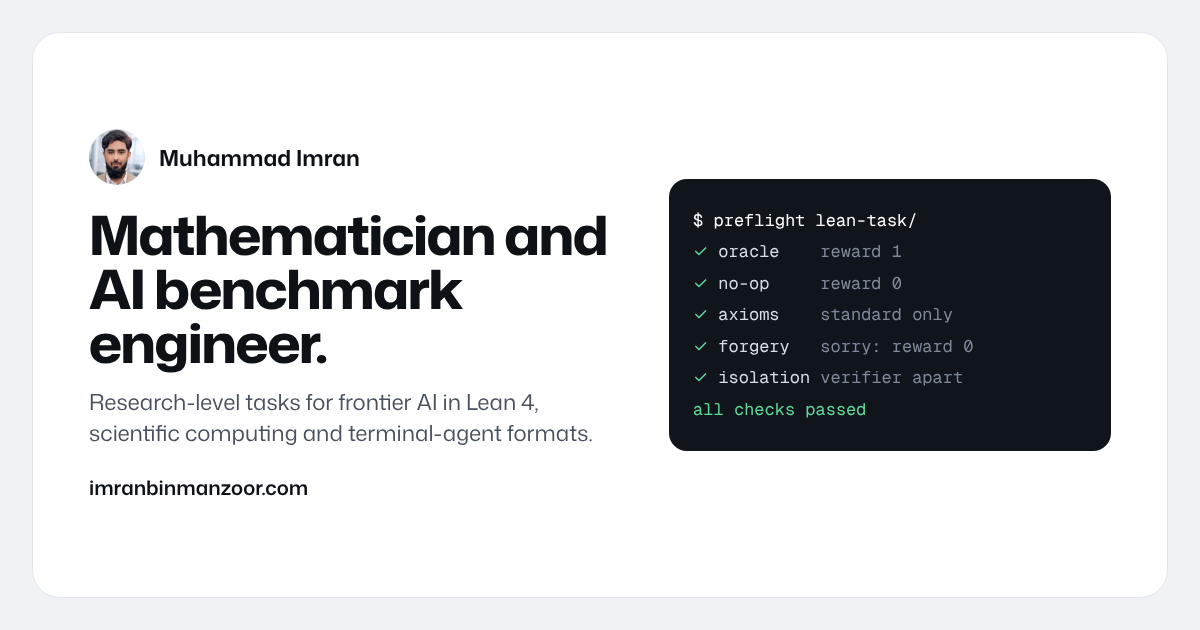 Muhammad Imran
Mathematician and
AI benchmark
engineer.
Research-level tasks for frontier AI in Lean 4,
scientific computing and terminal-agent formats.
imranbinmanzoor.com
$ preflight lean-task/
✓ oracle reward 1
✓ no-op reward 0
✓ axioms standard only
✓ forgery sorry: reward 0
✓ isolation verifier apart
all checks passed